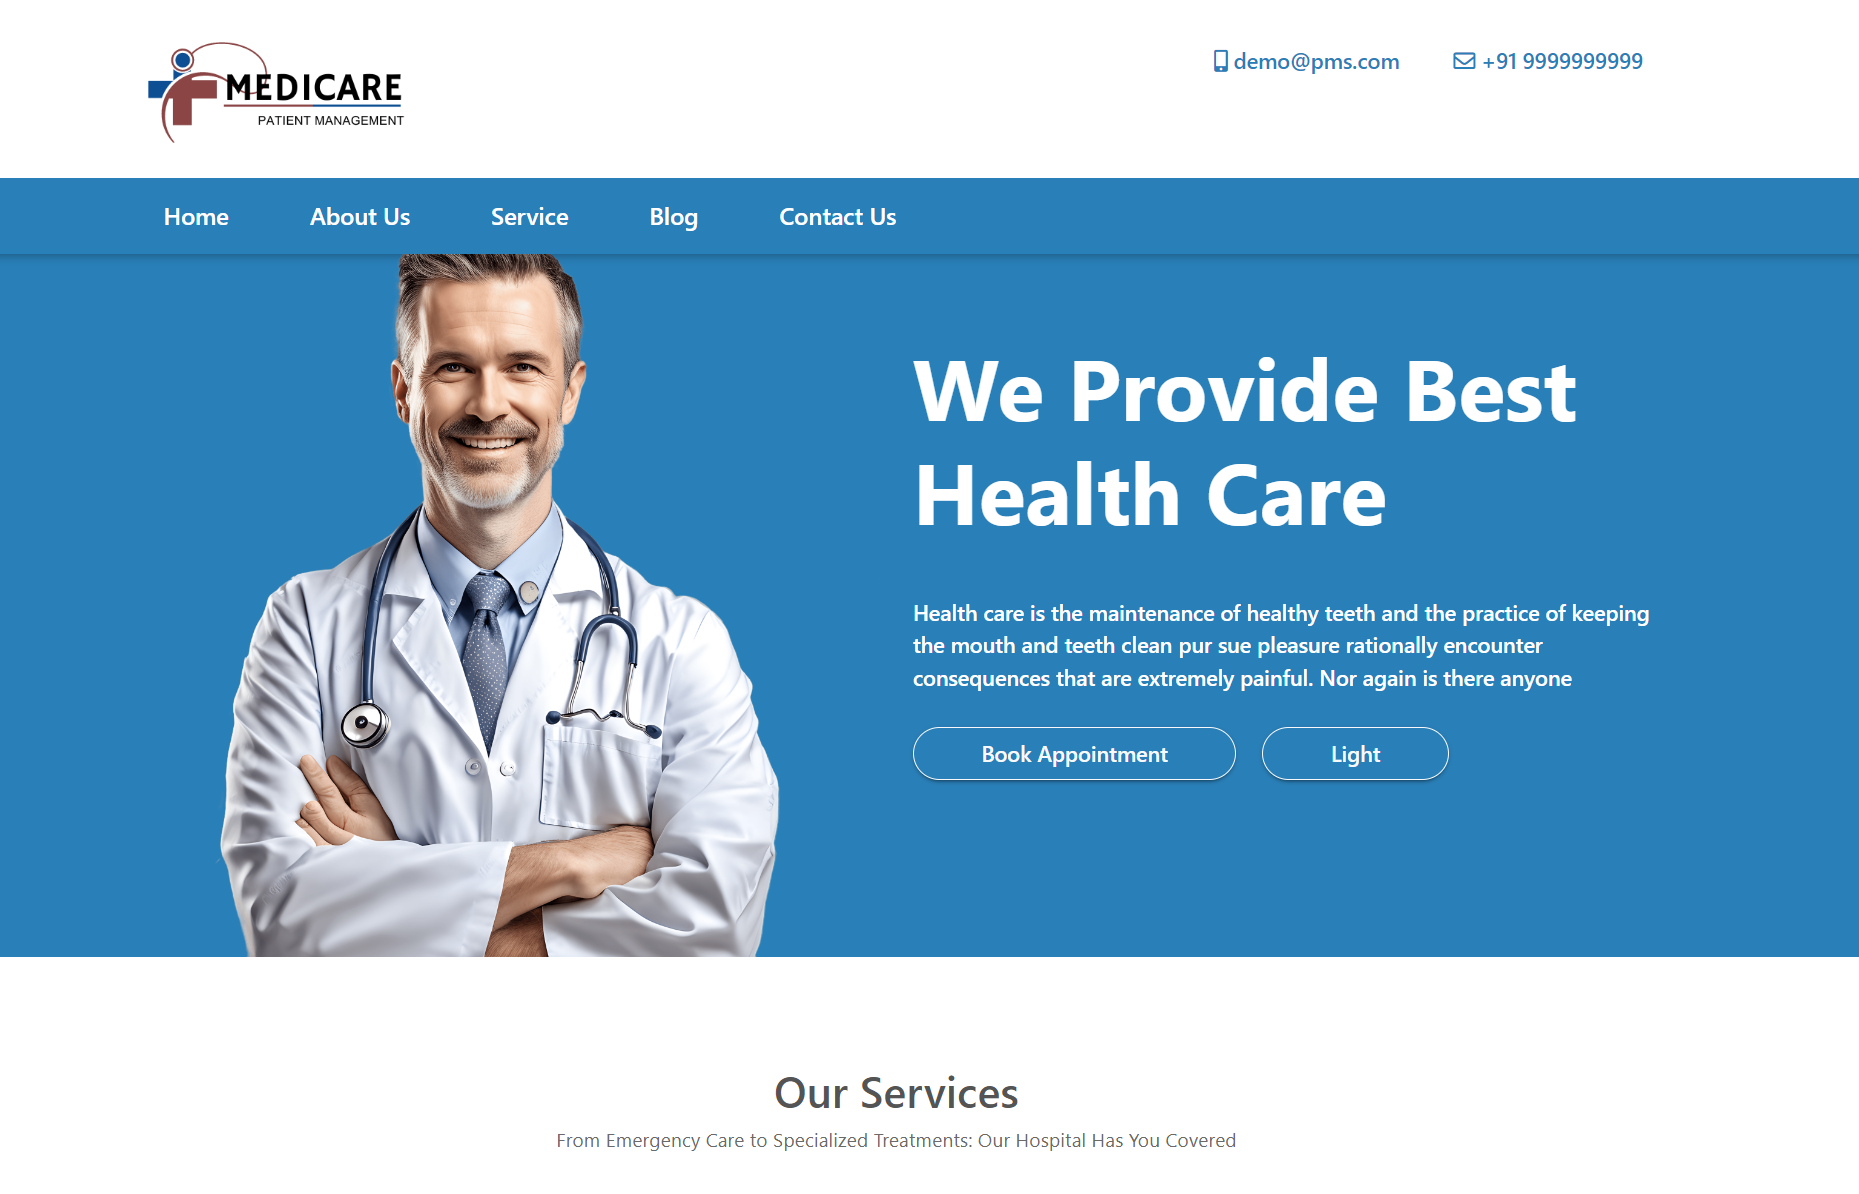 MEDICARE
PATIENT MANAGEMENT
demo@pms.com
+91 9999999999
Home
About Us
Service
Blog
Contact Us
We Provide Best
Health Care
Health care is the maintenance of healthy teeth and the practice of keeping
the mouth and teeth clean pur sue pleasure rationally encounter
consequences that are extremely painful. Nor again is there anyone
Book Appointment
Light
Our Services
From Emergency Care to Specialized Treatments: Our Hospital Has You Covered